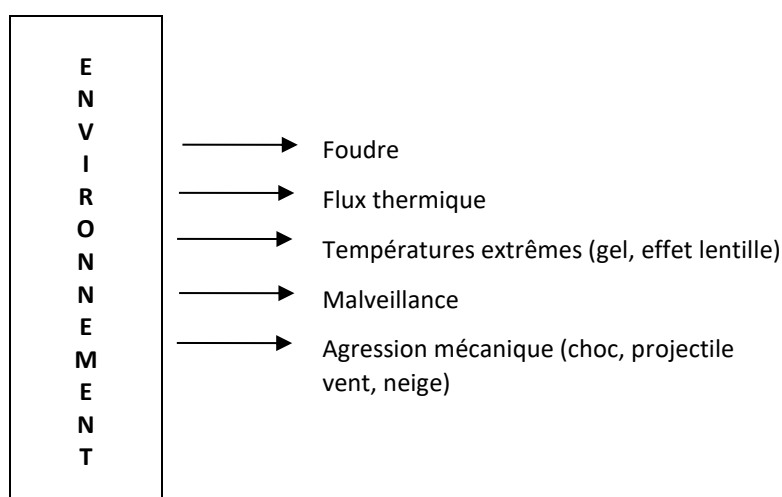 E
N
V
I
R
O
N
N
E
M
E
N
T
Foudre
Flux thermique
Températures extrêmes (gel, effet lentille)
Malveillance
Agression mécanique (choc, projectile
vent, neige)